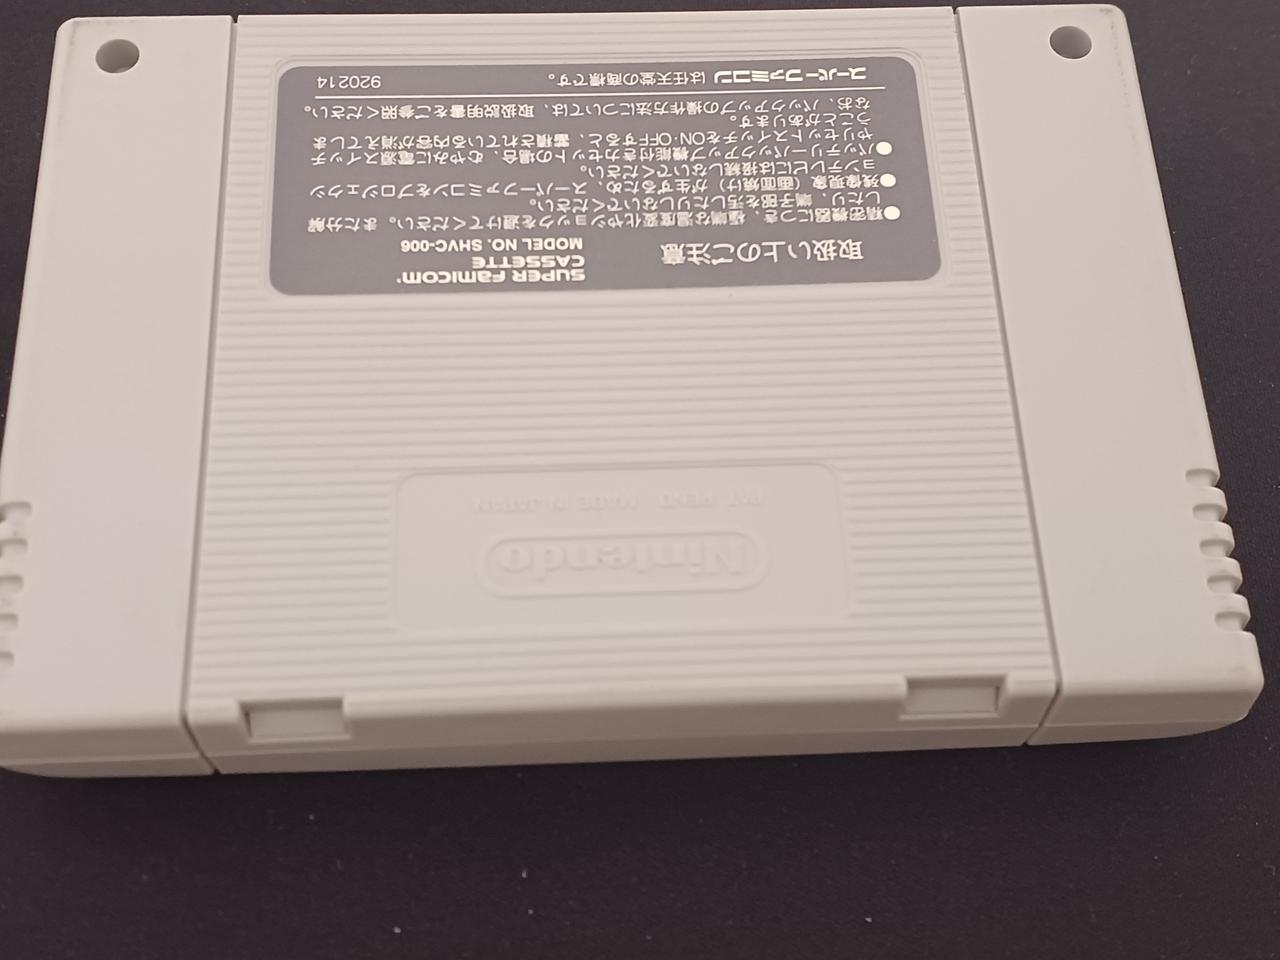 取扱い上のご注意
SUPER FAMICOM
CASSETTE
MODEL NO. SHVC-006
●精密機器につき、極端な温度変化やショックを避けてください。また分解
したり、端子部を汚したりしないでください。
●残像現象（画面焼け）が生ずるため、スーパーファミコンをプロジェクシ
ョンテレビには接続しないでください。
●バッテリーバックアップ機能付きカセットの場合、むやみに電源スイッチ
やリセットスイッチをON・OFFすると、蓄積されている内容が消えてしま
うことがあります。
なお、バックアップの操作方法については、取扱説明書をご参照ください。
スーパーファミコン は任天堂の商標です。 920214
PAT. PEND. MADE IN JAPAN
Nintendo